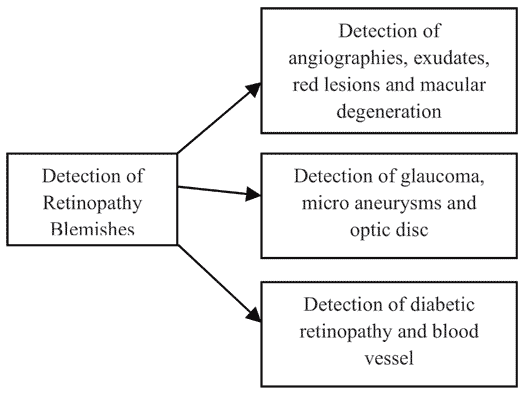 Detection of
Retinopathy
Blemishes
Detection of
angiographies, exudates,
red lesions and macular
degeneration
Detection of glaucoma,
micro aneurysms and
optic disc
Detection of diabetic
retinopathy and blood
vessel